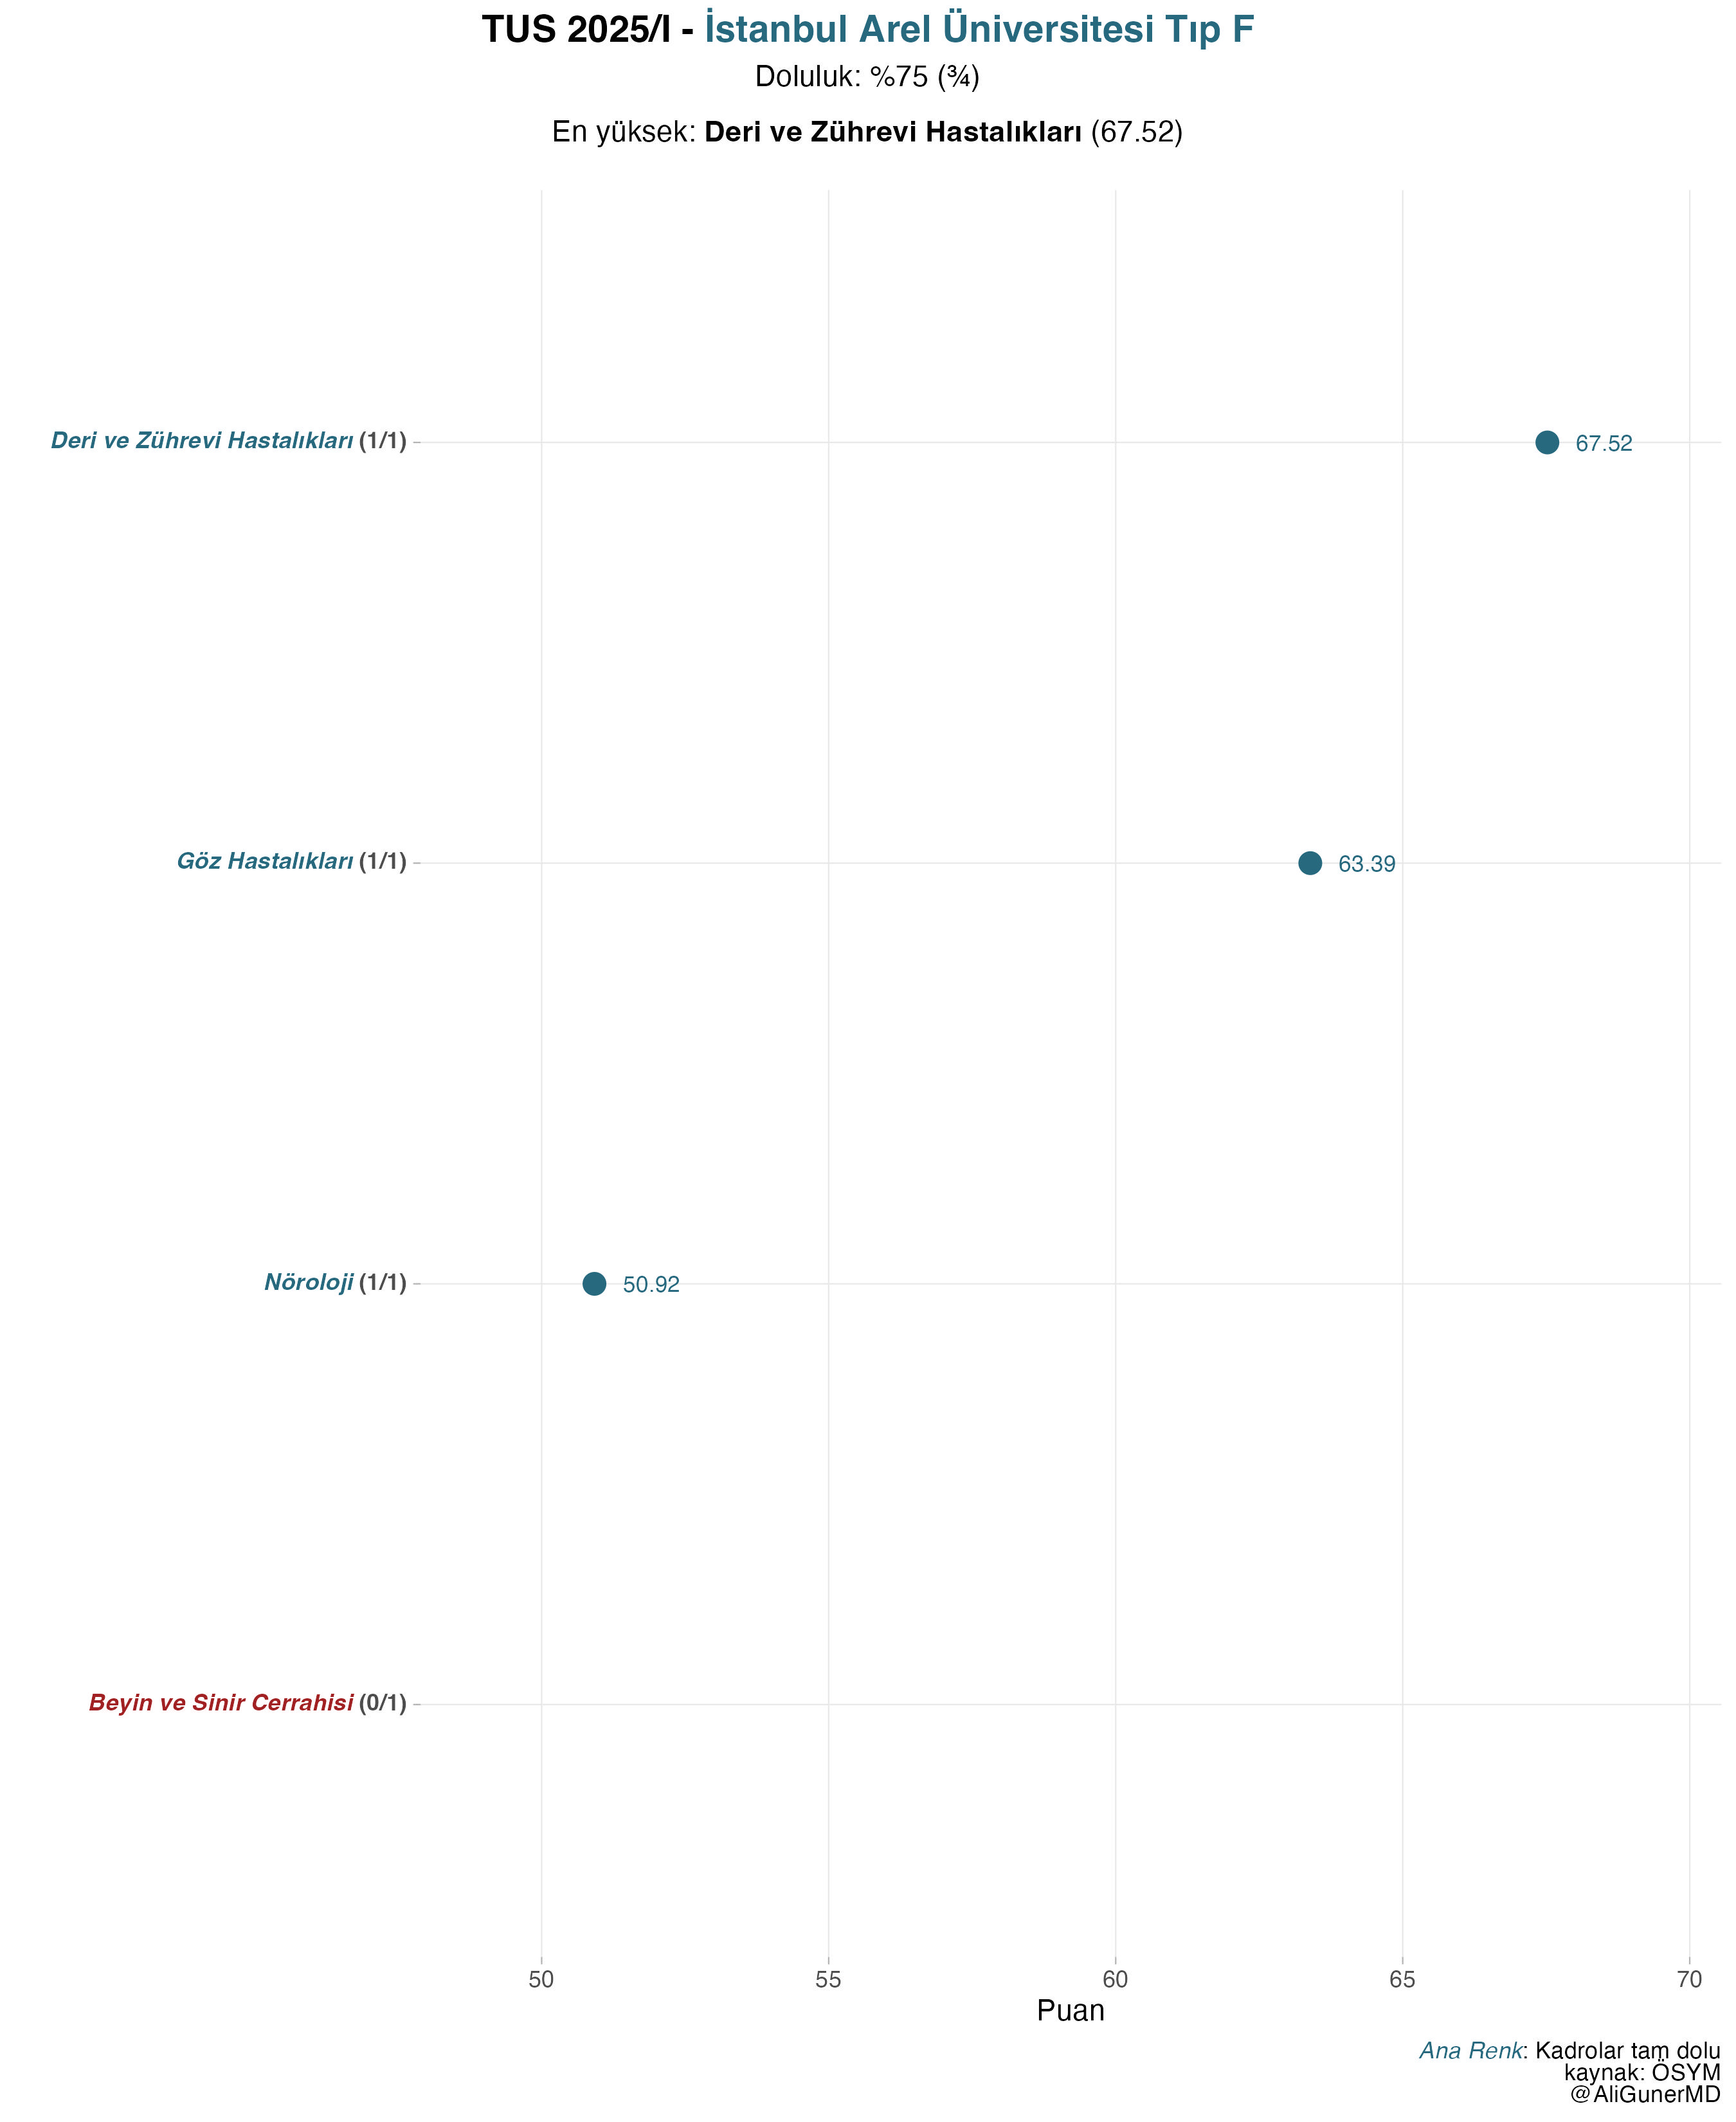 TUS 2025/I - İstanbul Arel Üniversitesi Tıp F
Doluluk: %75 (¾)
En yüksek: Deri ve Zührevi Hastalıkları (67.52)
Deri ve Zührevi Hastalıkları (1/1)
67.52
Göz Hastalıkları (1/1)
63.39
Nöroloji (1/1)
50.92
Beyin ve Sinir Cerrahisi (0/1)
50 55 60 65 70
Puan
Ana Renk: Kadrolar tam dolu
kaynak: ÖSYM
@AliGunerMD